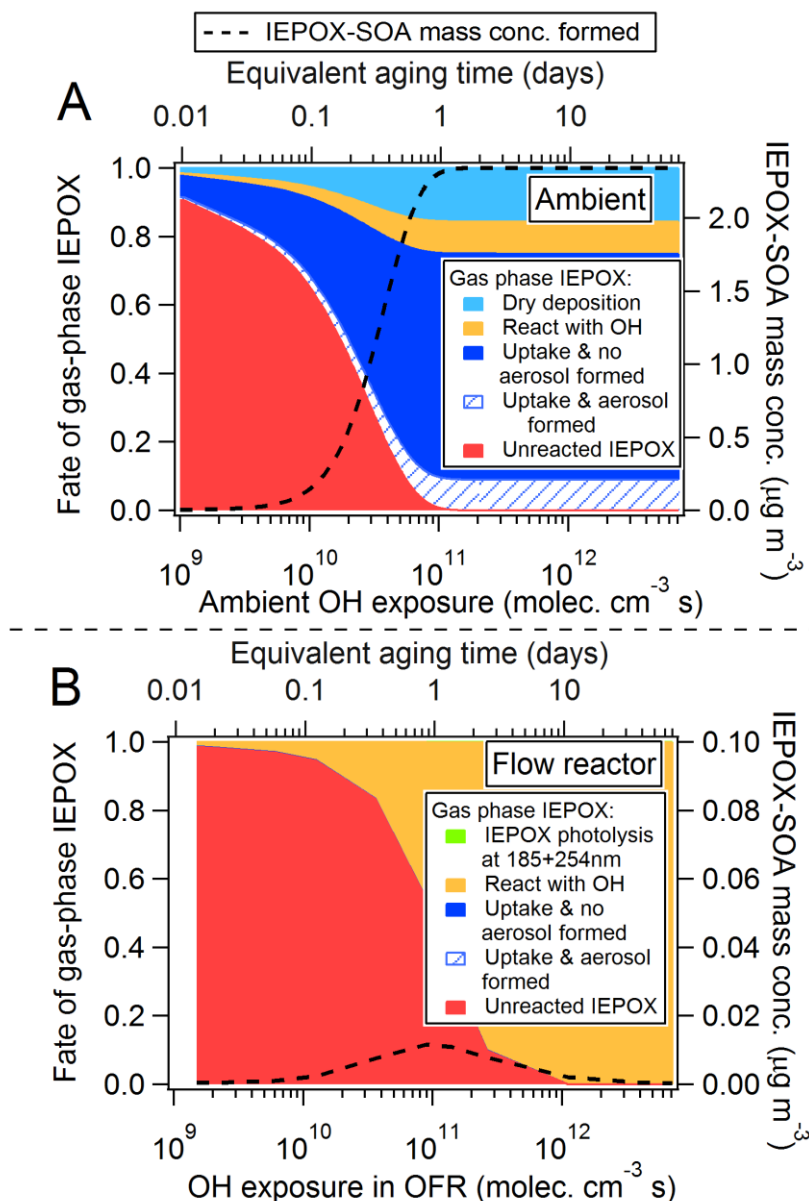 IEPOX-SOA mass conc. formed
A
Equivalent aging time (days)
0.01 0.1 1 10
Fate of gas-phase IEPOX
1.0
0.8
0.6
0.4
0.2
0.0
Ambient
Gas phase IEPOX:
Dry deposition
React with OH
Uptake & no
aerosol formed
Uptake & aerosol
formed
Unreacted IEPOX
2.0
1.5
1.0
0.5
0.0
IEPOX-SOA mass conc. (µg m⁻³)
10⁹ 10¹⁰ 10¹¹ 10¹²
Ambient OH exposure (molec. cm⁻³ s)
B
Equivalent aging time (days)
0.01 0.1 1 10
Fate of gas-phase IEPOX
1.0
0.8
0.6
0.4
0.2
0.0
Flow reactor
Gas phase IEPOX:
IEPOX photolysis
at 185+254nm
React with OH
Uptake & no
aerosol formed
Uptake & aerosol
formed
Unreacted IEPOX
0.10
0.08
0.06
0.04
0.02
0.00
IEPOX-SOA mass conc. (µg m⁻³)
10⁹ 10¹⁰ 10¹¹ 10¹²
OH exposure in OFR (molec. cm⁻³ s)